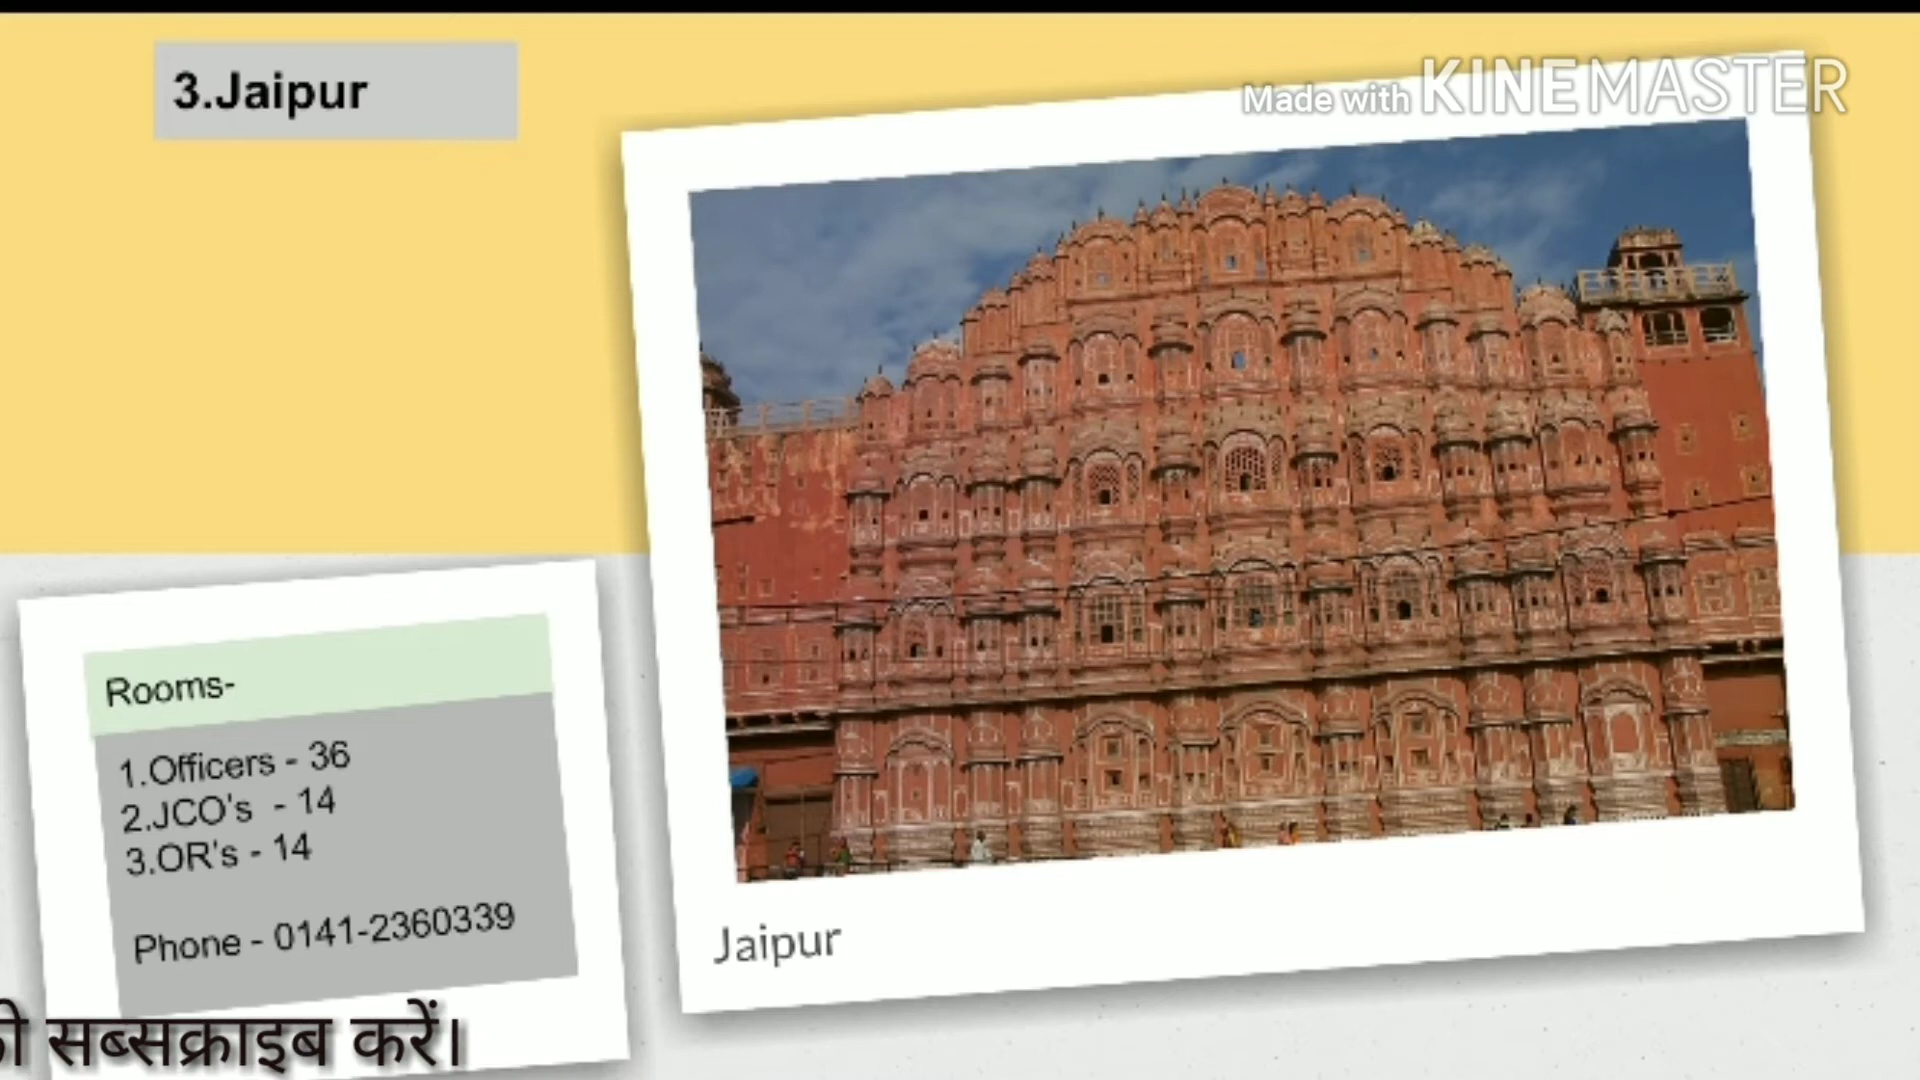 3.Jaipur
Made with KINEMASTER
Rooms-
1.Officers - 36
2.JCO's - 14
3.OR's - 14
Phone - 0141-2360339
Jaipur
सब्सक्राइब करें।